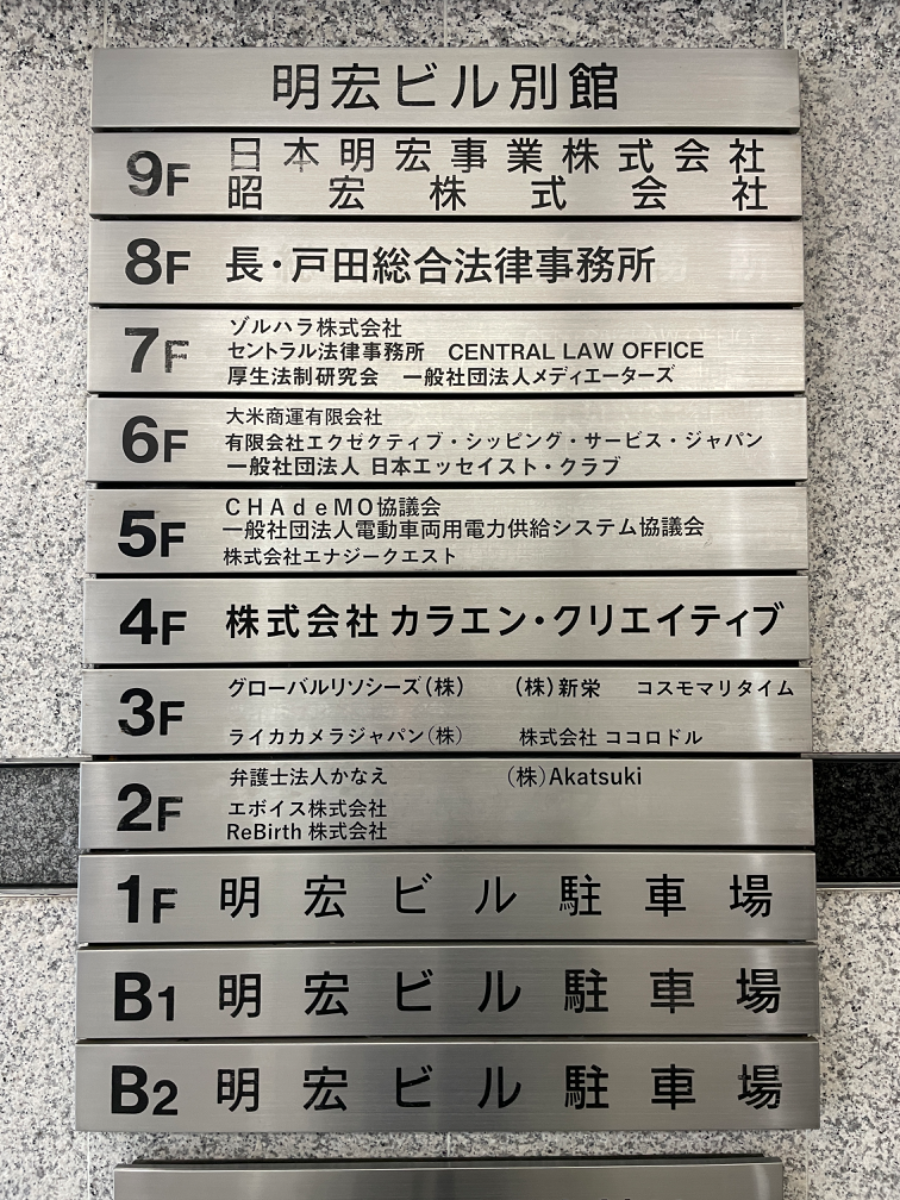 明宏ビル別館
9F 日本明宏事業株式会社
昭宏株式会社
8F 長・戸田総合法律事務所
7F ゾルハラ株式会社
セントラル法律事務所 CENTRAL LAW OFFICE
厚生法制研究会 一般社団法人メディエーターズ
6F 大米商運有限会社
有限会社エクゼクティブ・シッピング・サービス・ジャパン
一般社団法人 日本エッセイスト・クラブ
5F CHAdeMO協議会
一般社団法人電動車両用電力供給システム協議会
株式会社エナジークエスト
4F 株式会社 カラエン・クリエイティブ
3F グローバルリソシーズ(株) (株)新栄 コスモマリタイム
ライカカメラジャパン(株) 株式会社 ココロドル
2F 弁護士法人かなえ (株)Akatsuki
エボイス株式会社
ReBirth 株式会社
1F 明宏ビル駐車場
B1 明宏ビル駐車場
B2 明宏ビル駐車場